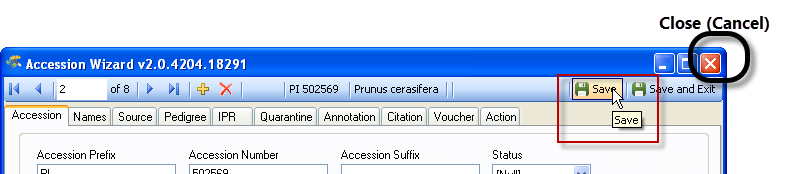 Close (Cancel)
Accession Wizard v2.0.4204.18291
2 of 8 PI 502569 Prunus cerasifera Save Save and Exit
Accession Names Source Pedigree IPR Quarantine Annotation Citation Voucher Action
Save
Accession Prefix Accession Number Accession Suffix Status
PI 502569 [Null]